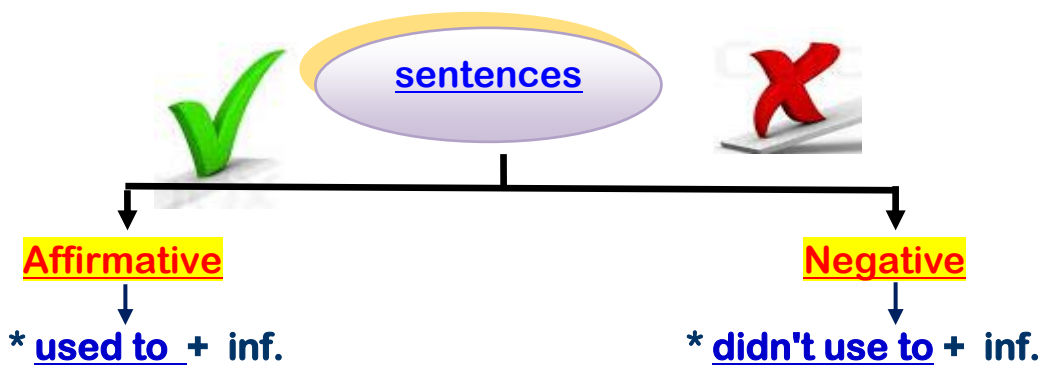 sentences
Affirmative
Negative
* used to + inf.
* didn't use to + inf.